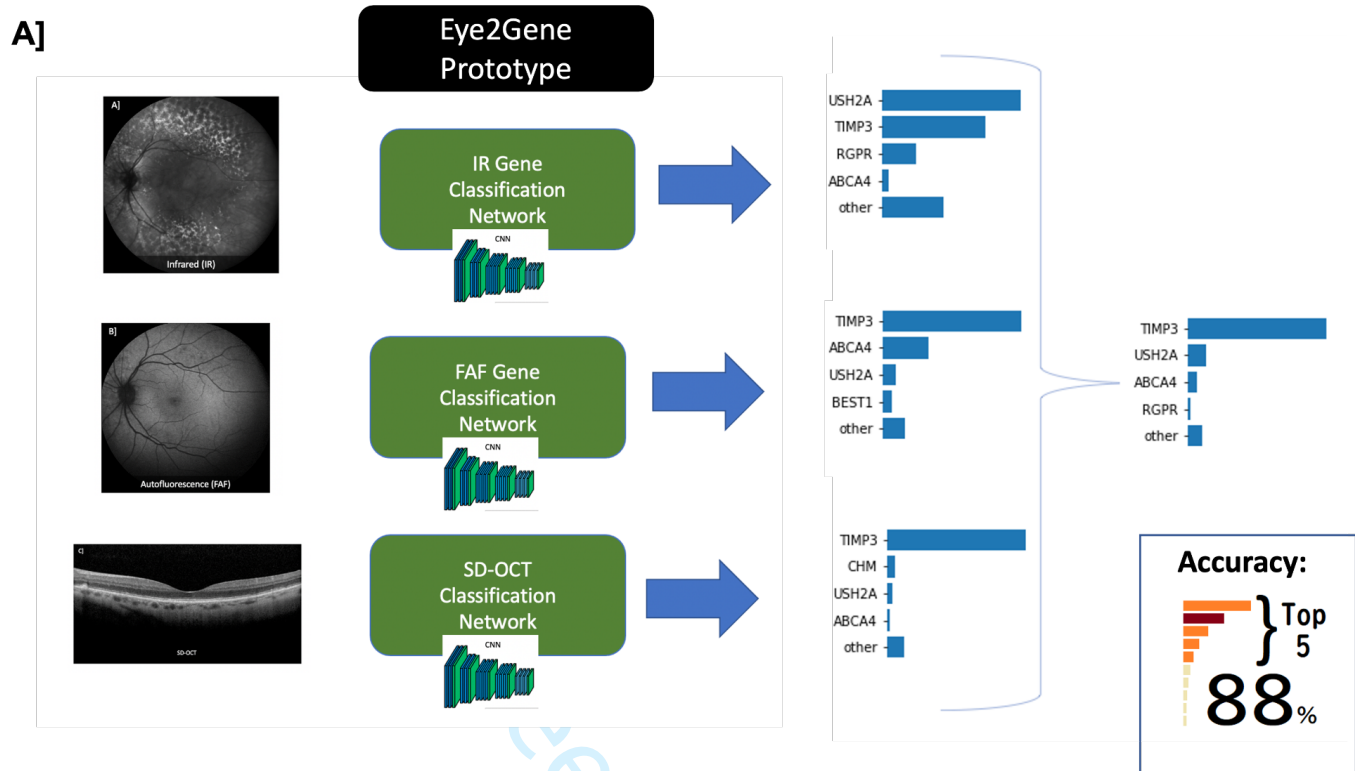 A]
Eye2Gene
Prototype
A]
Infrared (IR)
IR Gene
Classification
Network
CNN
USH2A
TIMP3
RGPR
ABCA4
other
B]
Autofluorescence (FAF)
FAF Gene
Classification
Network
CNN
TIMP3
ABCA4
USH2A
BEST1
other
TIMP3
USH2A
ABCA4
RGPR
other
C]
SD-OCT
SD-OCT
Classification
Network
CNN
TIMP3
CHM
USH2A
ABCA4
other
Accuracy:
Top
5
88%